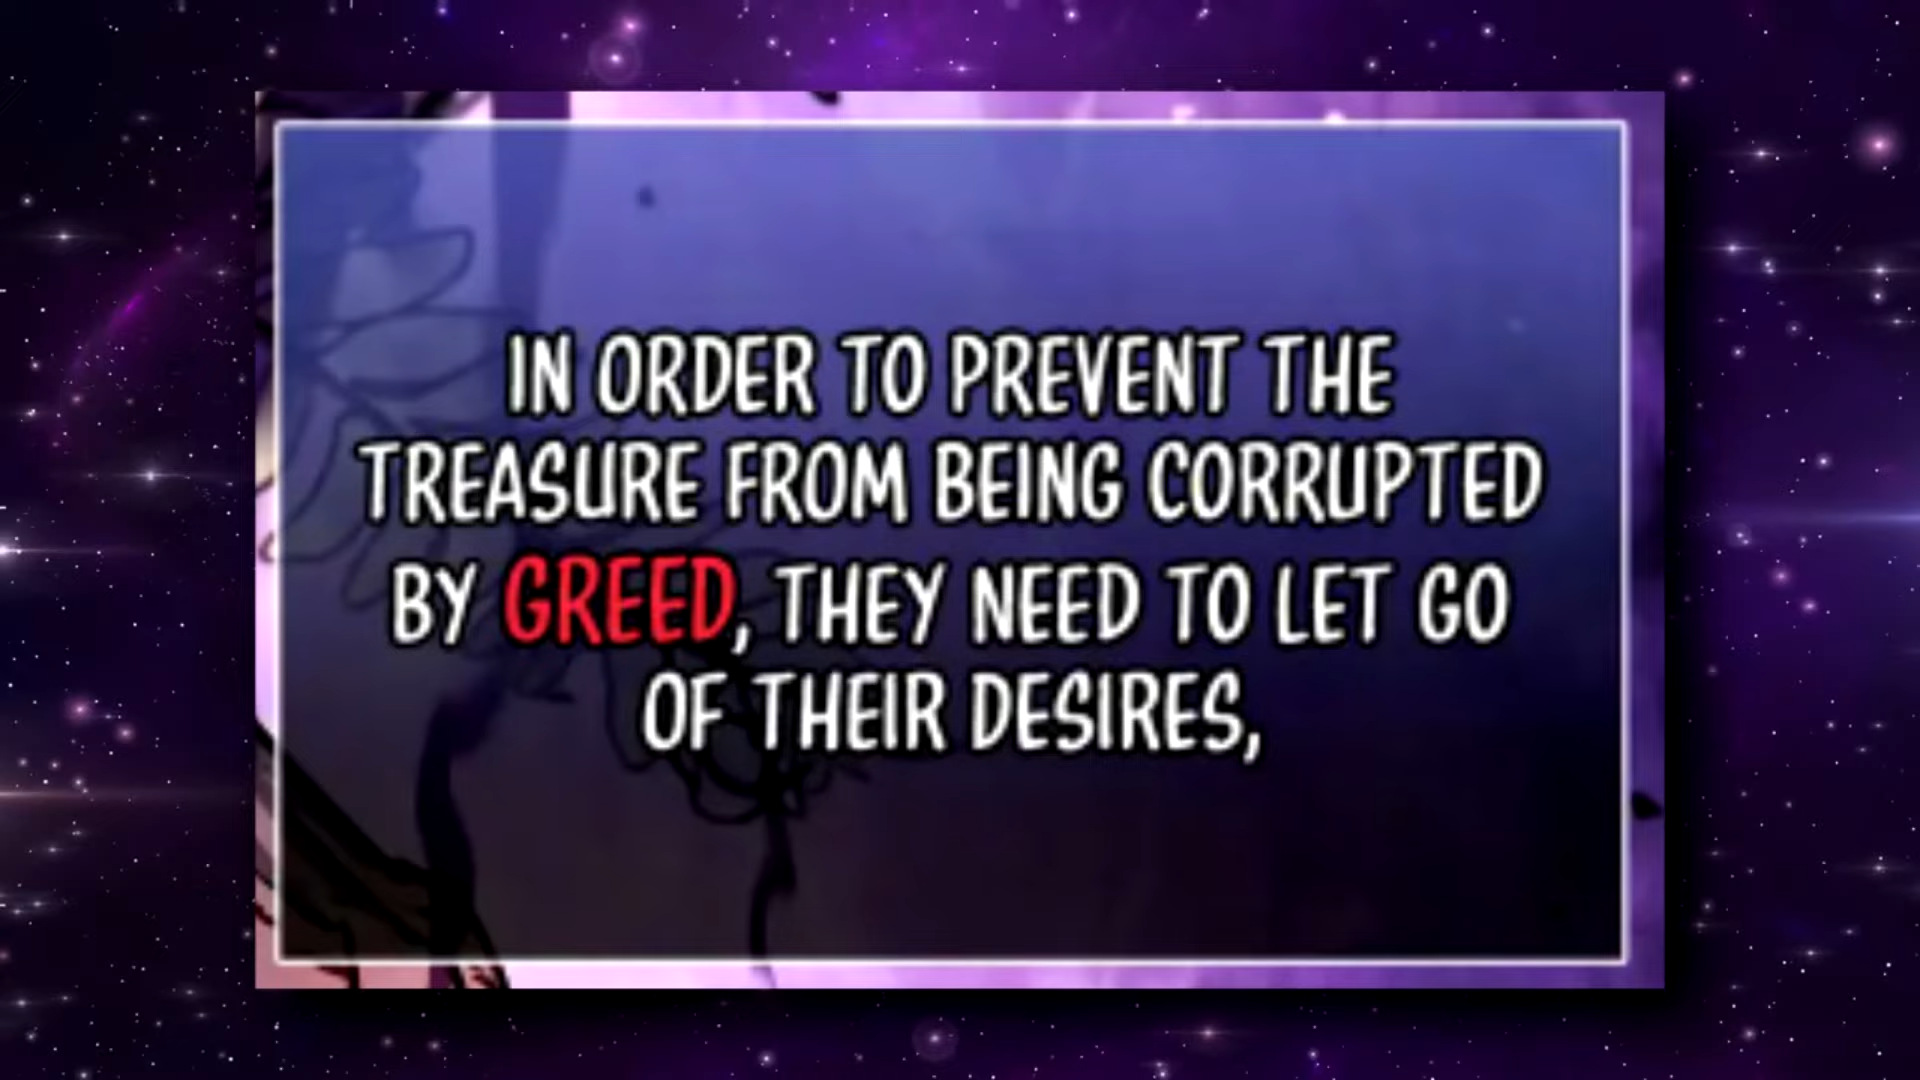 IN ORDER TO PREVENT THE
TREASURE FROM BEING CORRUPTED
BY GREED, THEY NEED TO LET GO
OF THEIR DESIRES,